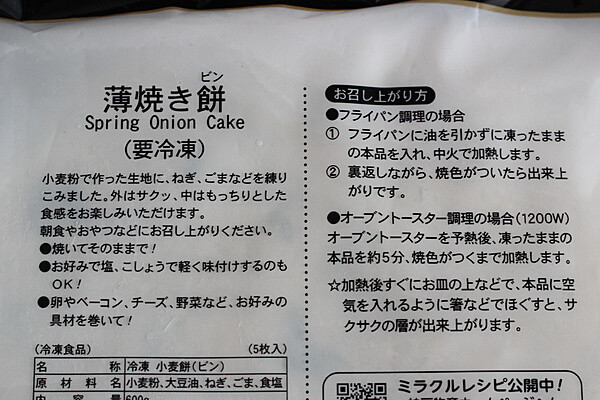 ビン
薄焼き餅
Spring Onion Cake
(要冷凍)
小麦粉で作った生地に、ねぎ、ごまなどを練り
こみました。外はサクッ、中はもっちりとした
食感をお楽しみいただけます。
朝食やおやつなどにお召し上がりください。
●焼いてそのままで!
●お好みで塩、こしょうで軽く味付けするのも
OK!
●卵やベーコン、チーズ、野菜など、お好みの
具材を巻いて!
(冷凍食品) (5枚入)
名 称 冷凍 小麦餅(ビン)
原材料名 小麦粉、大豆油、ねぎ、ごま、食塩
内容量 600g
お召し上がり方
●フライパン調理の場合
① フライパンに油を引かずに凍ったまま
の本品を入れ、中火で加熱します。
② 裏返しながら、焼色がついたら出来上
がりです。
●オーブントースター調理の場合(1200W)
オーブントースターを予熱後、凍ったままの
本品を約5分、焼色がつくまで加熱します。
☆加熱後すぐにお皿の上などで、本品に空
気を入れるように箸などでほぐすと、サ
クサクの層が出来上がります。
ミラクルレシピ公開中!